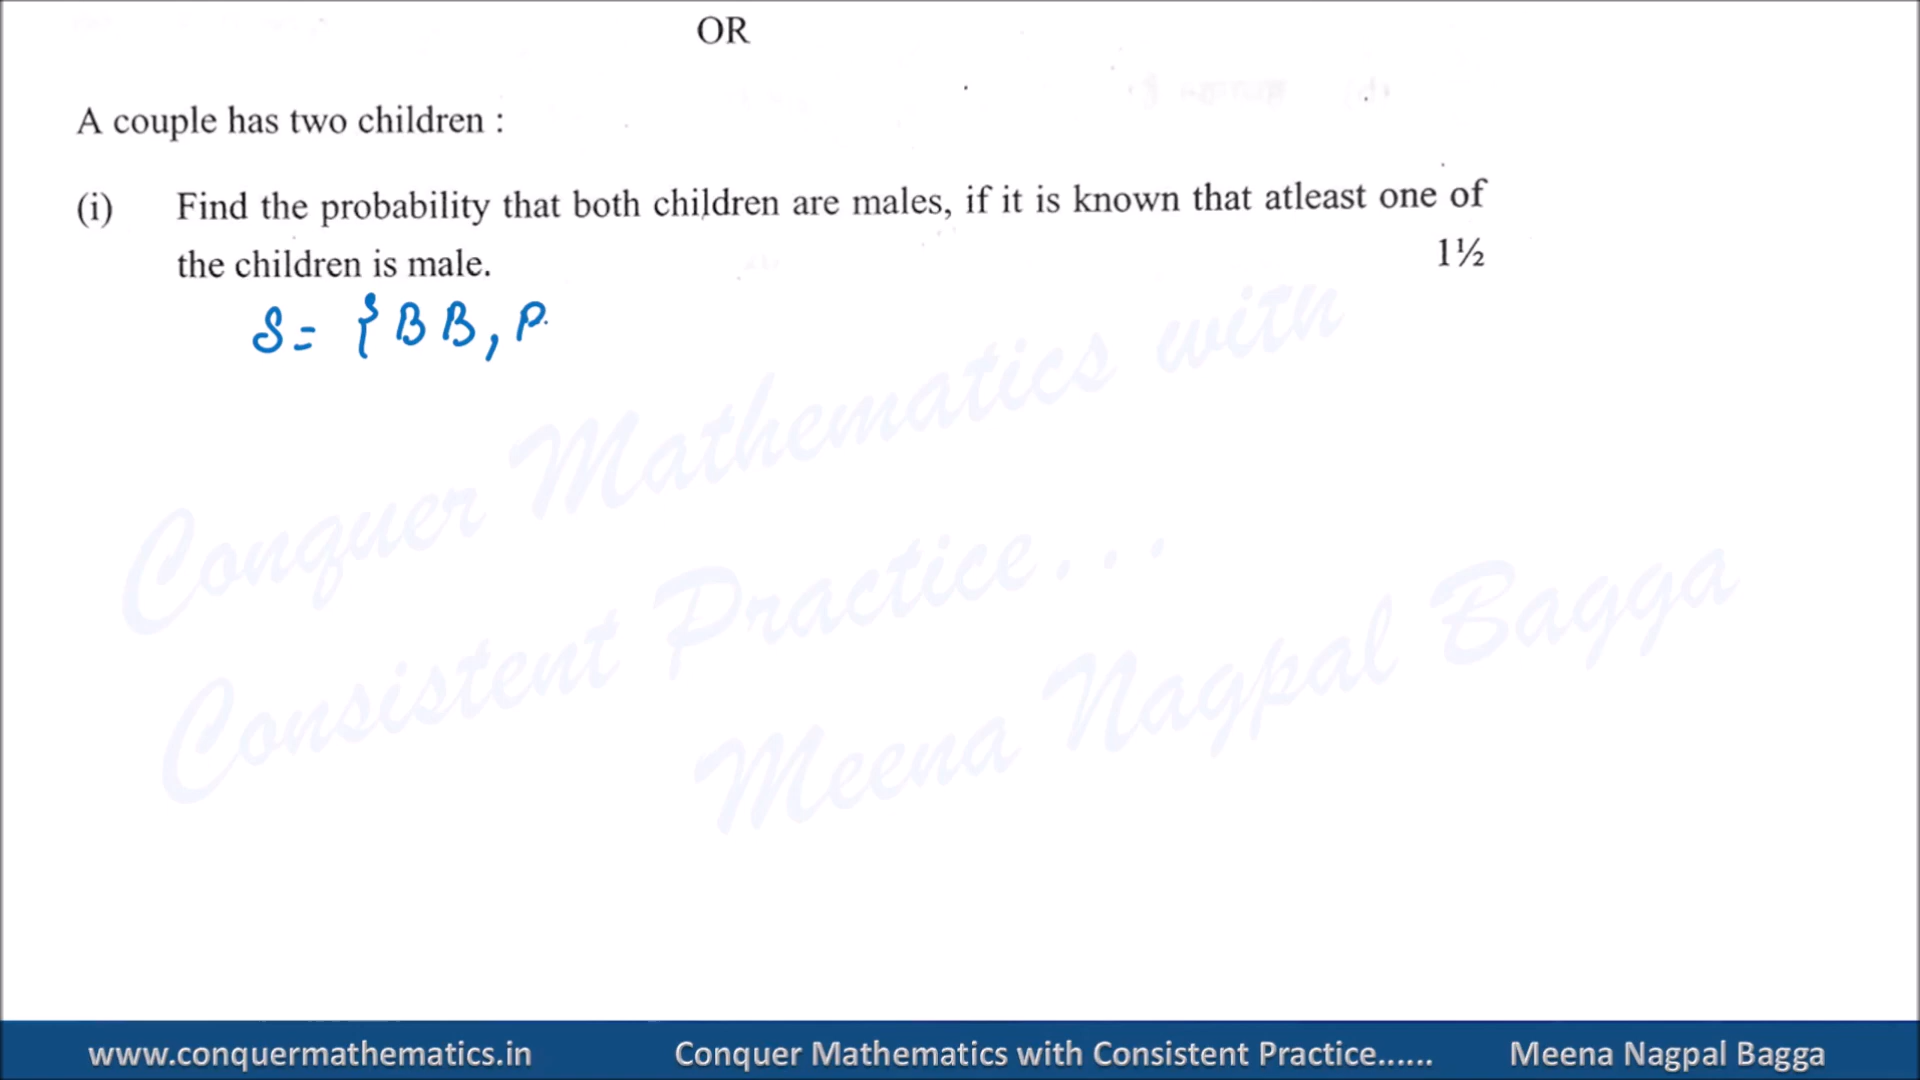 OR
A couple has two children :
(i) Find the probability that both children are males, if it is known that atleast one of
the children is male. 1½
S = { B B ,
Conquer Mathematics with
Consistent Practice...
Meena Nagpal Bagga
www.conquermathematics.in Conquer Mathematics with Consistent Practice...... Meena Nagpal Bagga